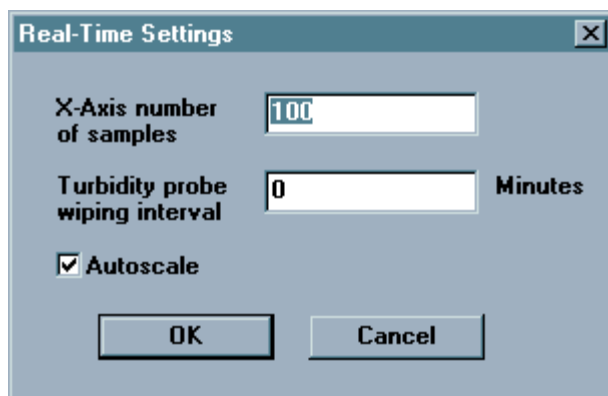 Real-Time Settings
X-Axis number
of samples
100
Turbidity probe
wiping interval
0
Minutes
Autoscale
OK
Cancel